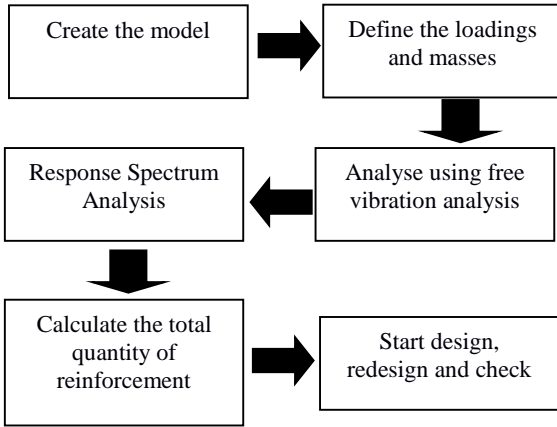 Create the model
Define the loadings
and masses
Analyse using free
vibration analysis
Response Spectrum
Analysis
Calculate the total
quantity of
reinforcement
Start design,
redesign and check